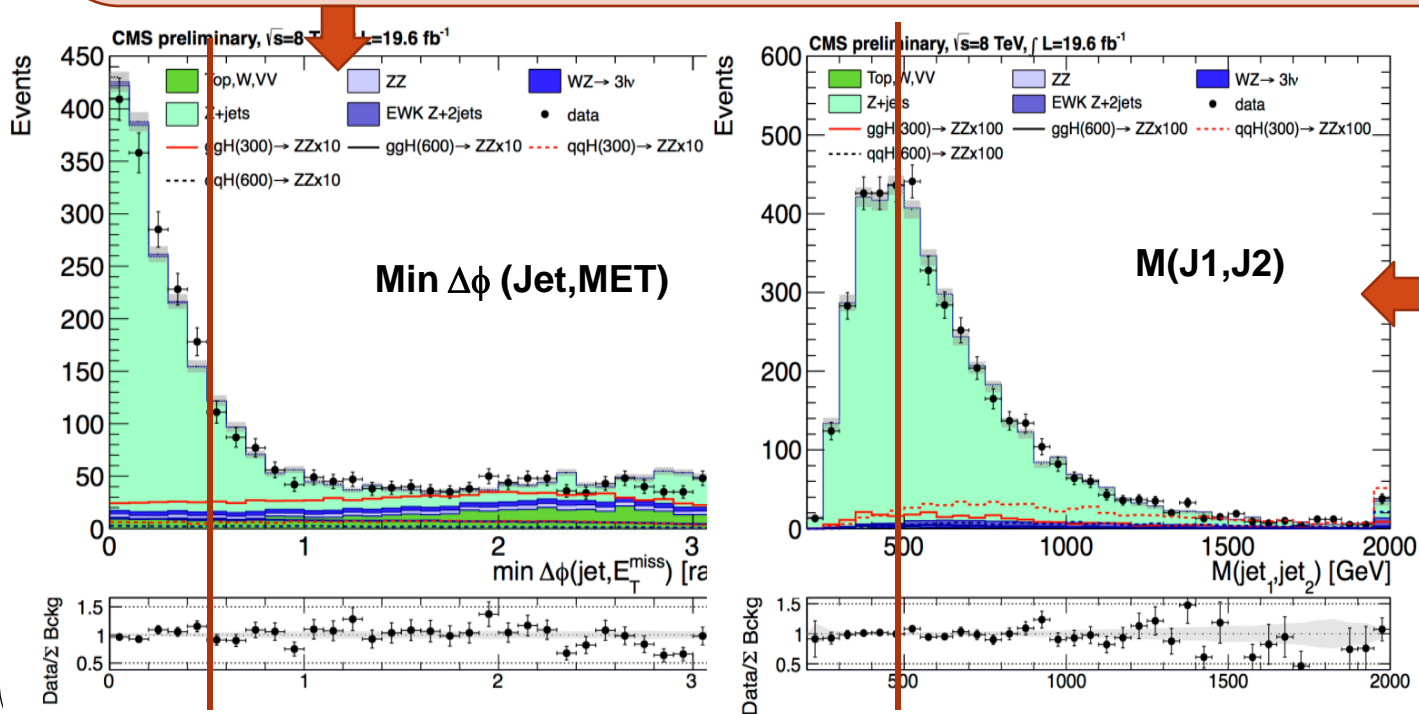 CMS preliminary, √s=8 T L=19.6 fb⁻¹
Events
450
400
350
300
250
200
150
100
50
0
Top,W,VV
ZZ
WZ→ 3lν
Z+jets
EWK Z+2jets
data
ggH(300)→ ZZx10
ggH(600)→ ZZx10
qqH(300)→ ZZx10
qqH(600)→ ZZx10
Min Δϕ (Jet,MET)
0
1
2
3
min Δϕ(jet,E_T^miss) [ra
Data/Σ Bckg
1.5
1
0.5
0
1
2
3
CMS preliminary, √s=8 TeV, ∫ L=19.6 fb⁻¹
Events
600
500
400
300
200
100
0
Top,W,VV
ZZ
WZ→ 3lν
Z+jets
EWK Z+2jets
data
ggH(300)→ ZZx100
ggH(600)→ ZZx100
qqH(300)→ ZZx100
qqH(600)→ ZZx100
M(J1,J2)
500
1000
1500
2000
M(jet₁,jet₂) [GeV]
Data/Σ Bckg
1.5
1
0.5
500
1000
1500
2000